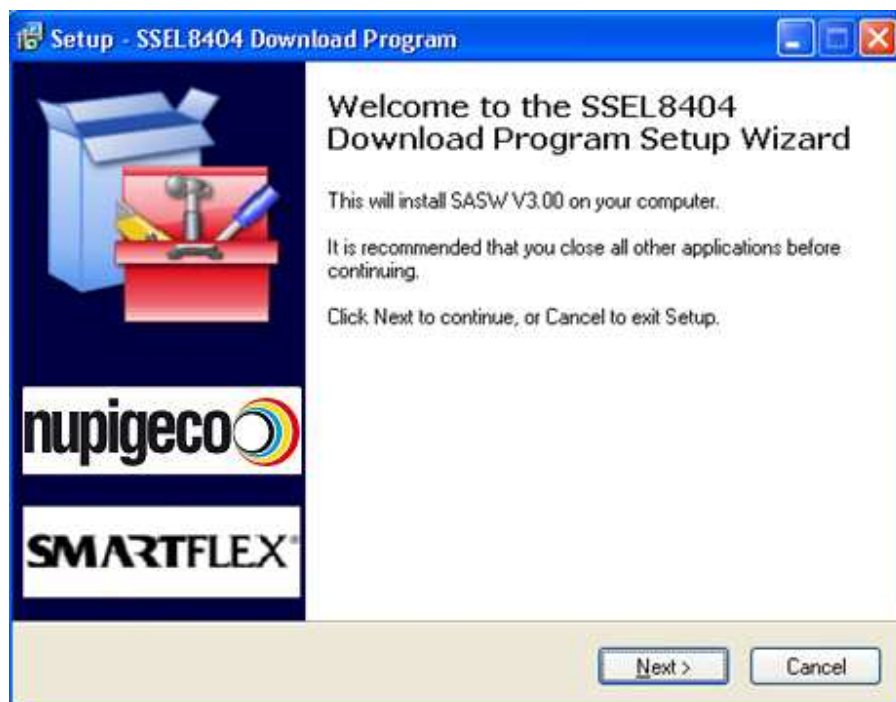 Setup - SSEL8404 Download Program
Welcome to the SSEL8404
Download Program Setup Wizard
This will install SASW V3.00 on your computer.
It is recommended that you close all other applications before
continuing.
Click Next to continue, or Cancel to exit Setup.
nupigeco
SMARTFLEX
Next >
Cancel